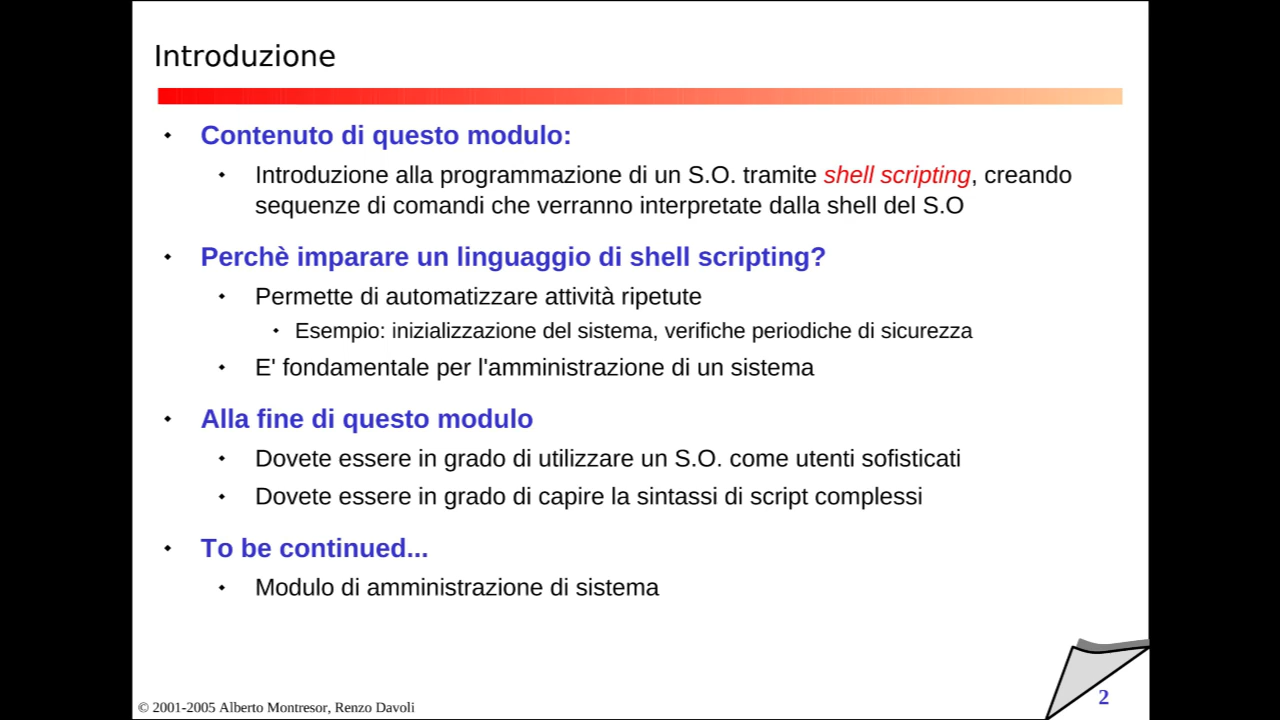 Introduzione
Contenuto di questo modulo:
Introduzione alla programmazione di un S.O. tramite shell scripting, creando
sequenze di comandi che verranno interpretate dalla shell del S.O
Perchè imparare un linguaggio di shell scripting?
Permette di automatizzare attività ripetute
Esempio: inizializzazione del sistema, verifiche periodiche di sicurezza
E' fondamentale per l'amministrazione di un sistema
Alla fine di questo modulo
Dovete essere in grado di utilizzare un S.O. come utenti sofisticati
Dovete essere in grado di capire la sintassi di script complessi
To be continued...
Modulo di amministrazione di sistema
© 2001-2005 Alberto Montresor, Renzo Davoli
2